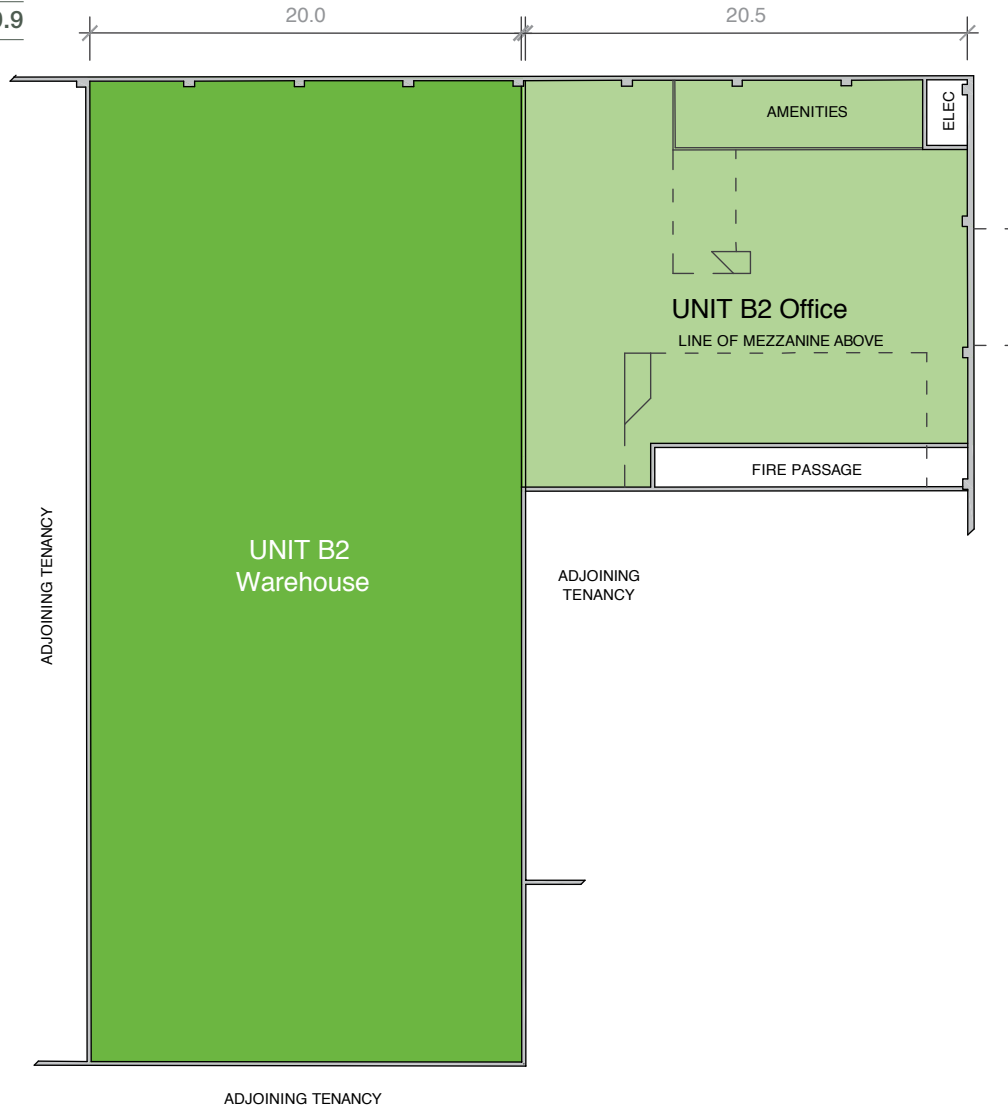 20.0
20.5
AMENITIES
ELEC
UNIT B2 Office
LINE OF MEZZANINE ABOVE
FIRE PASSAGE
UNIT B2
Warehouse
ADJOINING TENANCY
ADJOINING
TENANCY
ADJOINING TENANCY